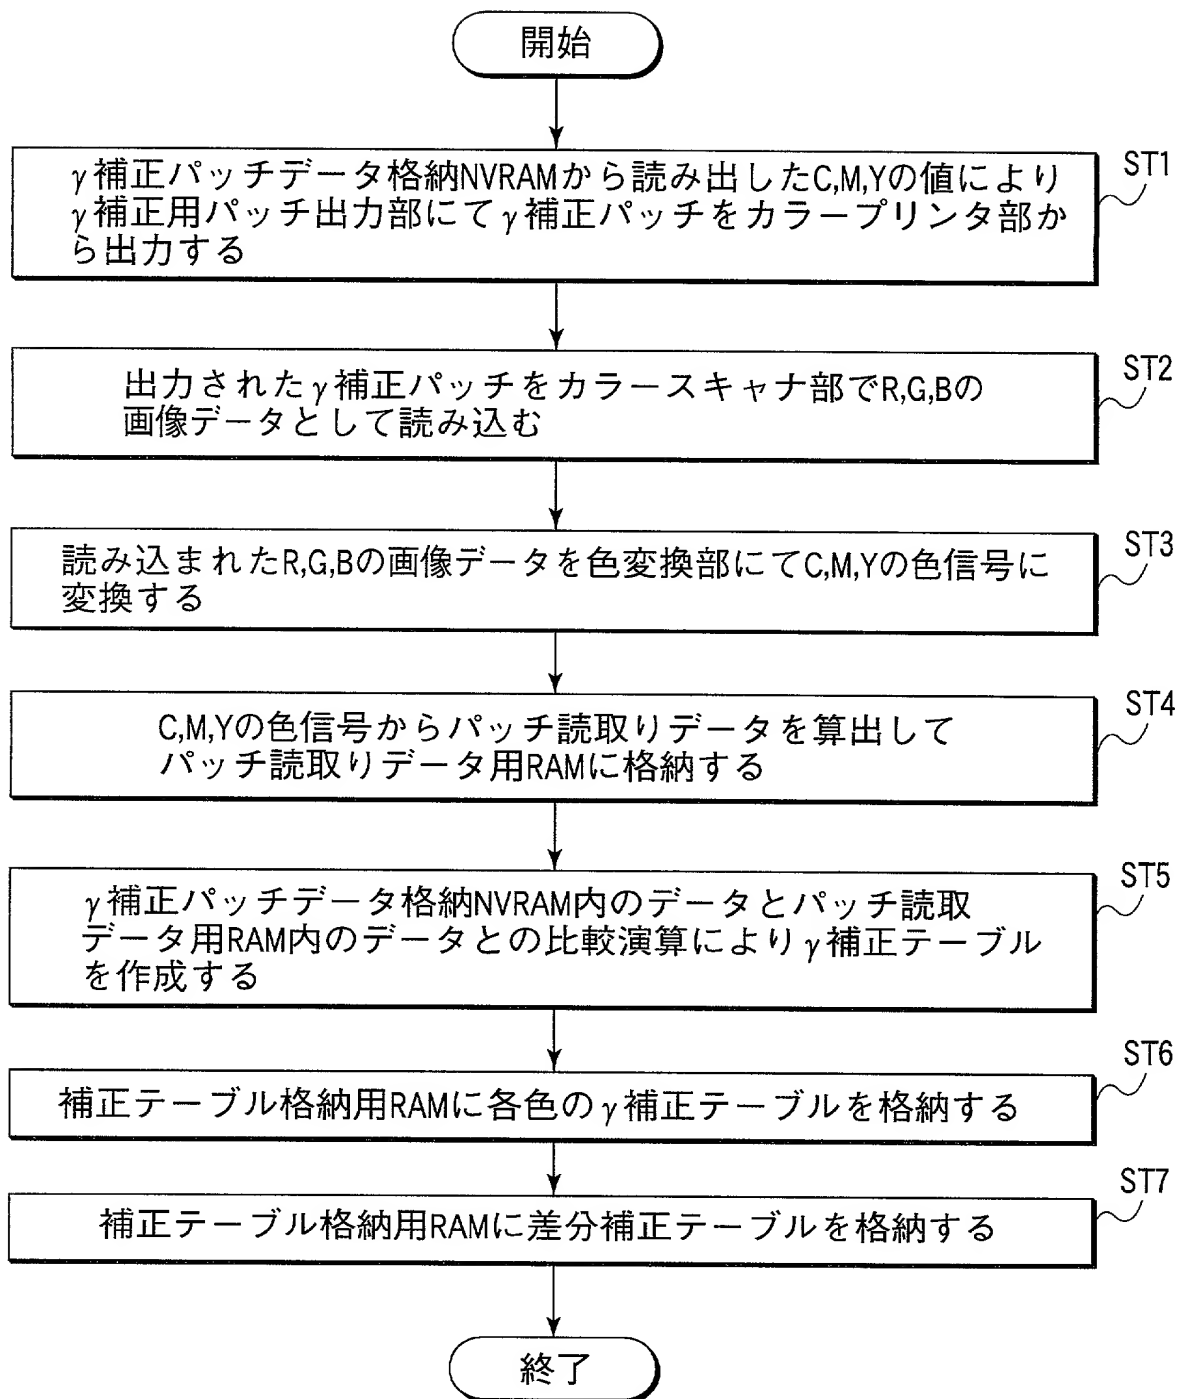 開始
γ補正パッチデータ格納NVRAMから読み出したC,M,Yの値により
γ補正用パッチ出力部にてγ補正パッチをカラープリンタ部か
ら出力する
ST1
出力されたγ補正パッチをカラースキャナ部でR,G,Bの
画像データとして読み込む
ST2
読み込まれたR,G,Bの画像データを色変換部にてC,M,Yの色信号に
変換する
ST3
C,M,Yの色信号からパッチ読取りデータを算出して
パッチ読取りデータ用RAMに格納する
ST4
γ補正パッチデータ格納NVRAM内のデータとパッチ読取
データ用RAM内のデータとの比較演算によりγ補正テーブル
を作成する
ST5
補正テーブル格納用RAMに各色のγ補正テーブルを格納する
ST6
補正テーブル格納用RAMに差分補正テーブルを格納する
ST7
終了